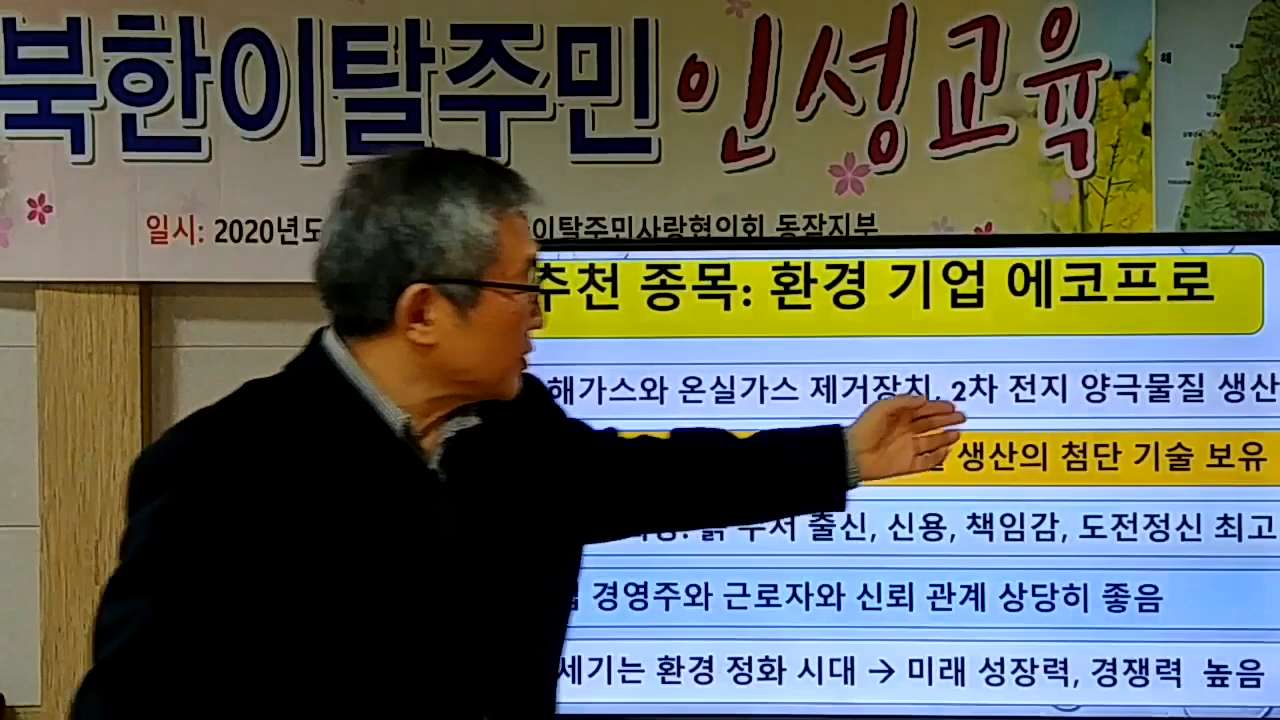 북한이탈주민 인성교육
일시: 2020년도 이탈주민사랑협의회 동작지부
추천 종목: 환경 기업 에코프로
해가스와 온실가스 제거장치, 2차 전지 양극물질 생산
생산의 첨단 기술 보유
흙 수저 출신, 신용, 책임감, 도전정신 최고
경영주와 근로자와 신뢰 관계 상당히 좋음
세기는 환경 정화 시대 → 미래 성장력, 경쟁력 높음